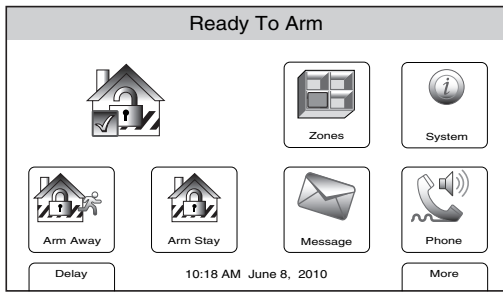 Ready To Arm
Zones
System
Arm Away
Arm Stay
Message
Phone
Delay
10:18 AM June 8, 2010
More